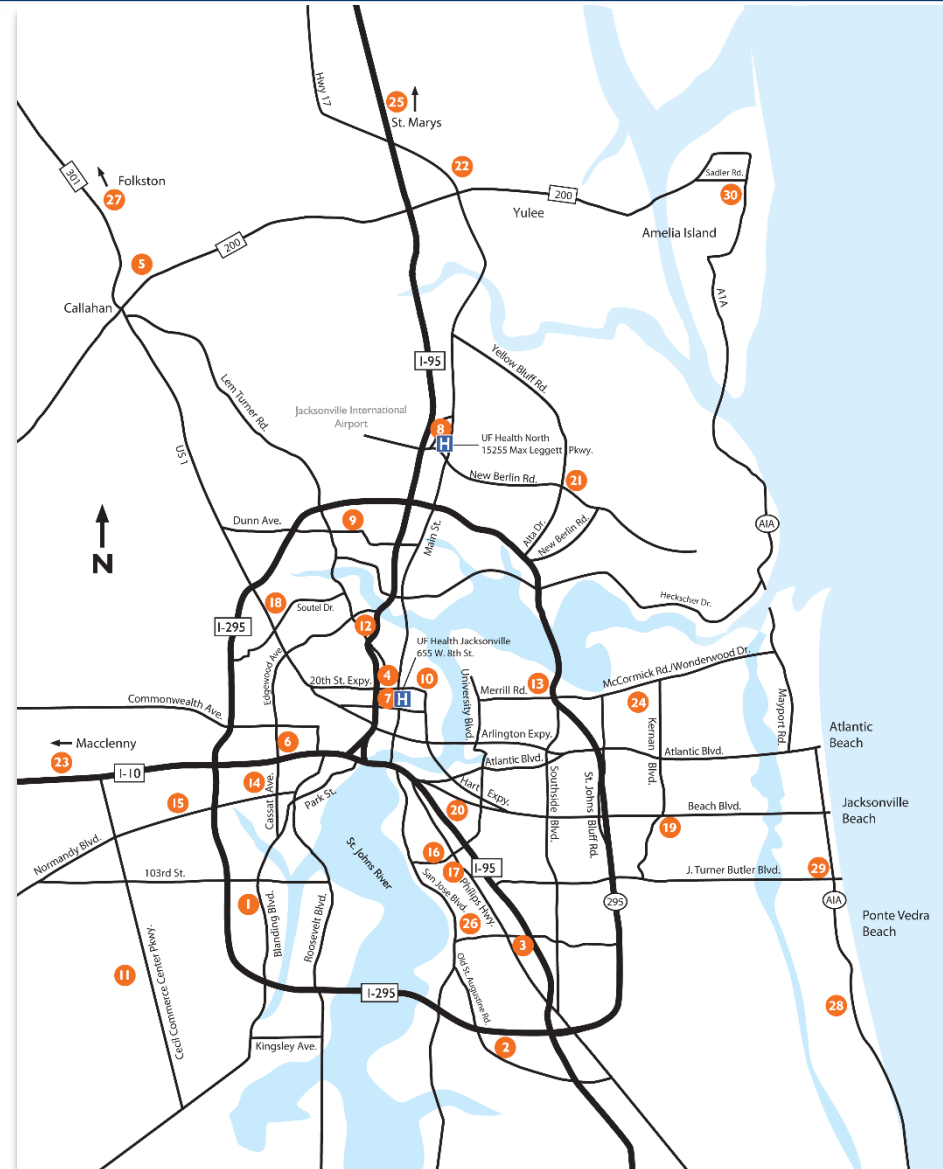 Hwy 17
25
St. Marys
301
Folkston
27
22
Sadler Rd.
30
200
Yulee
Amelia Island
200
5
Callahan
A1A
I-95
Yellow Bluff Rd.
Lem Turner Rd.
Jacksonville International
Airport
8
H
UF Health North
15255 Max Leggett Pkwy.
US 1
New Berlin Rd.
21
N
Dunn Ave.
9
Main St.
Alta Dr.
New Berlin Rd.
A1A
Heckscher Dr.
18
Soutel Dr.
I-295
12
Edgewood Ave.
UF Health Jacksonville
655 W. 8th St.
4
10
20th St. Expy.
7
H
University Blvd.
Merrill Rd.
13
McCormick Rd./Wonderwood Dr.
24
Mayport Rd.
Commonwealth Ave.
6
Arlington Expy.
Kernan Blvd.
Atlantic
Beach
Macclenny
23
I-10
Atlantic Blvd.
Atlantic Blvd.
14
Cassat Ave.
15
Park St.
Hart Expy.
20
Southside Blvd.
St. Johns Bluff Rd.
Beach Blvd.
Jacksonville
Beach
19
Normandy Blvd.
St. Johns River
16
17
I-95
103rd St.
J. Turner Butler Blvd.
29
San Jose Blvd.
Philips Hwy.
1
Blanding Blvd.
Roosevelt Blvd.
295
A1A
Ponte Vedra
Beach
26
3
11
Cecil Commerce Center Pkwy.
Old St. Augustine Rd.
I-295
28
Kingsley Ave.
2